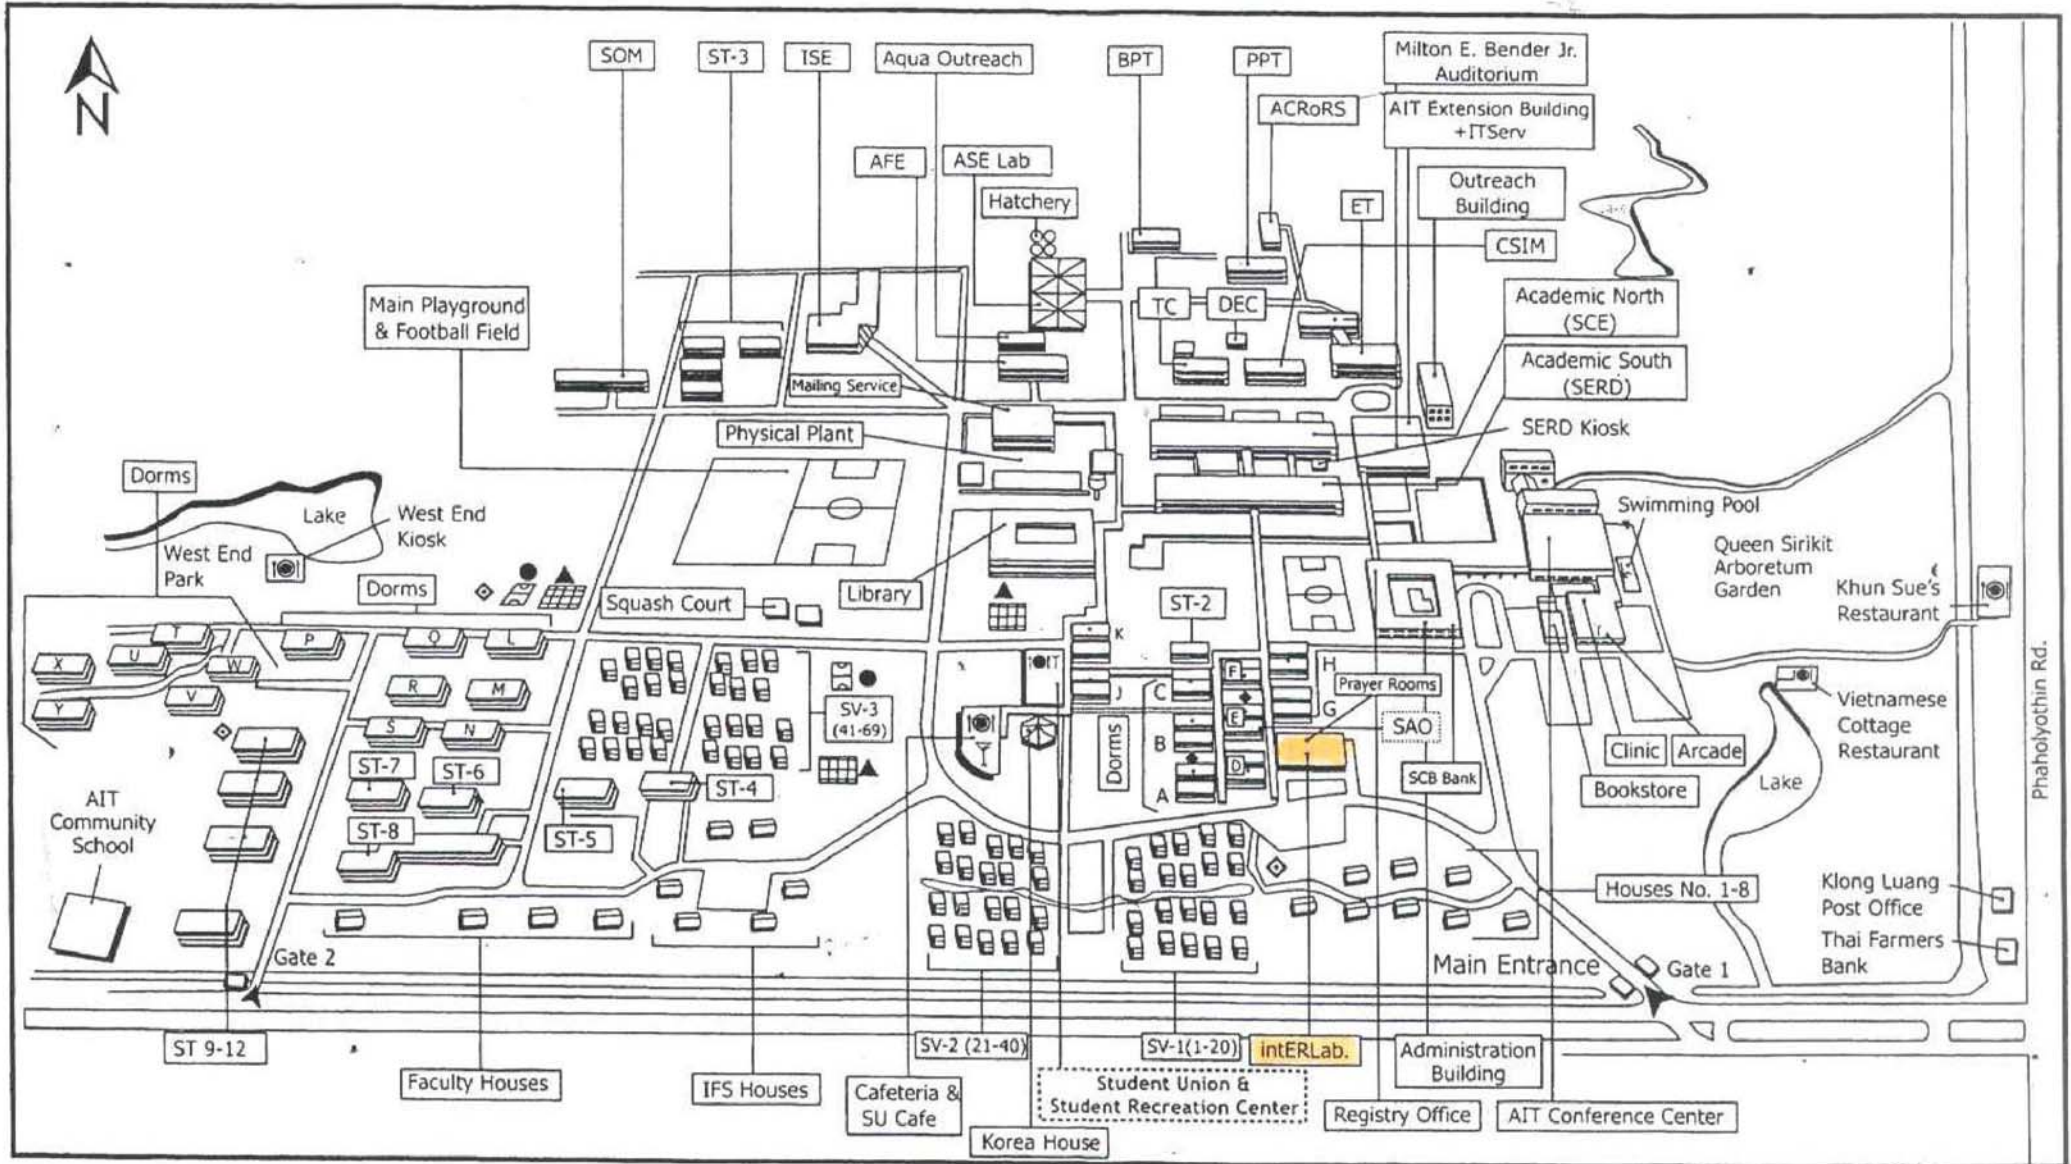 N
SOM
ST-3
ISE
Aqua Outreach
BPT
PPT
Milton E. Bender Jr.
Auditorium
ACRoRS
AIT Extension Building
+ITServ
AFE
ASE Lab
Hatchery
ET
Outreach
Building
CSIM
Main Playground
& Football Field
TC
DEC
Academic North
(SCE)
Academic South
(SERD)
Mailing Service
Physical Plant
SERD Kiosk
Dorms
Lake
West End
Kiosk
West End
Park
Dorms
Squash Court
Library
ST-2
Swimming Pool
Queen Sirikit
Arboretum
Garden
Khun Sue's
Restaurant
T
U
X
W
V
Y
P
Q
L
R
M
S
N
K
J
C
B
A
F
E
D
H
G
Prayer Rooms
SAO
SV-3
(41-69)
Dorms
SCB Bank
Clinic
Arcade
Bookstore
Vietnamese
Cottage
Restaurant
Lake
Phaholyothin Rd.
ST-7
ST-6
ST-4
ST-8
ST-5
AIT
Community
School
Houses No. 1-8
Klong Luang
Post Office
Thai Farmers
Bank
Gate 2
Main Entrance
Gate 1
ST 9-12
Faculty Houses
IFS Houses
Cafeteria &
SU Cafe
SV-2 (21-40)
SV-1(1-20)
intERLab.
Administration
Building
Student Union &
Student Recreation Center
Korea House
Registry Office
AIT Conference Center